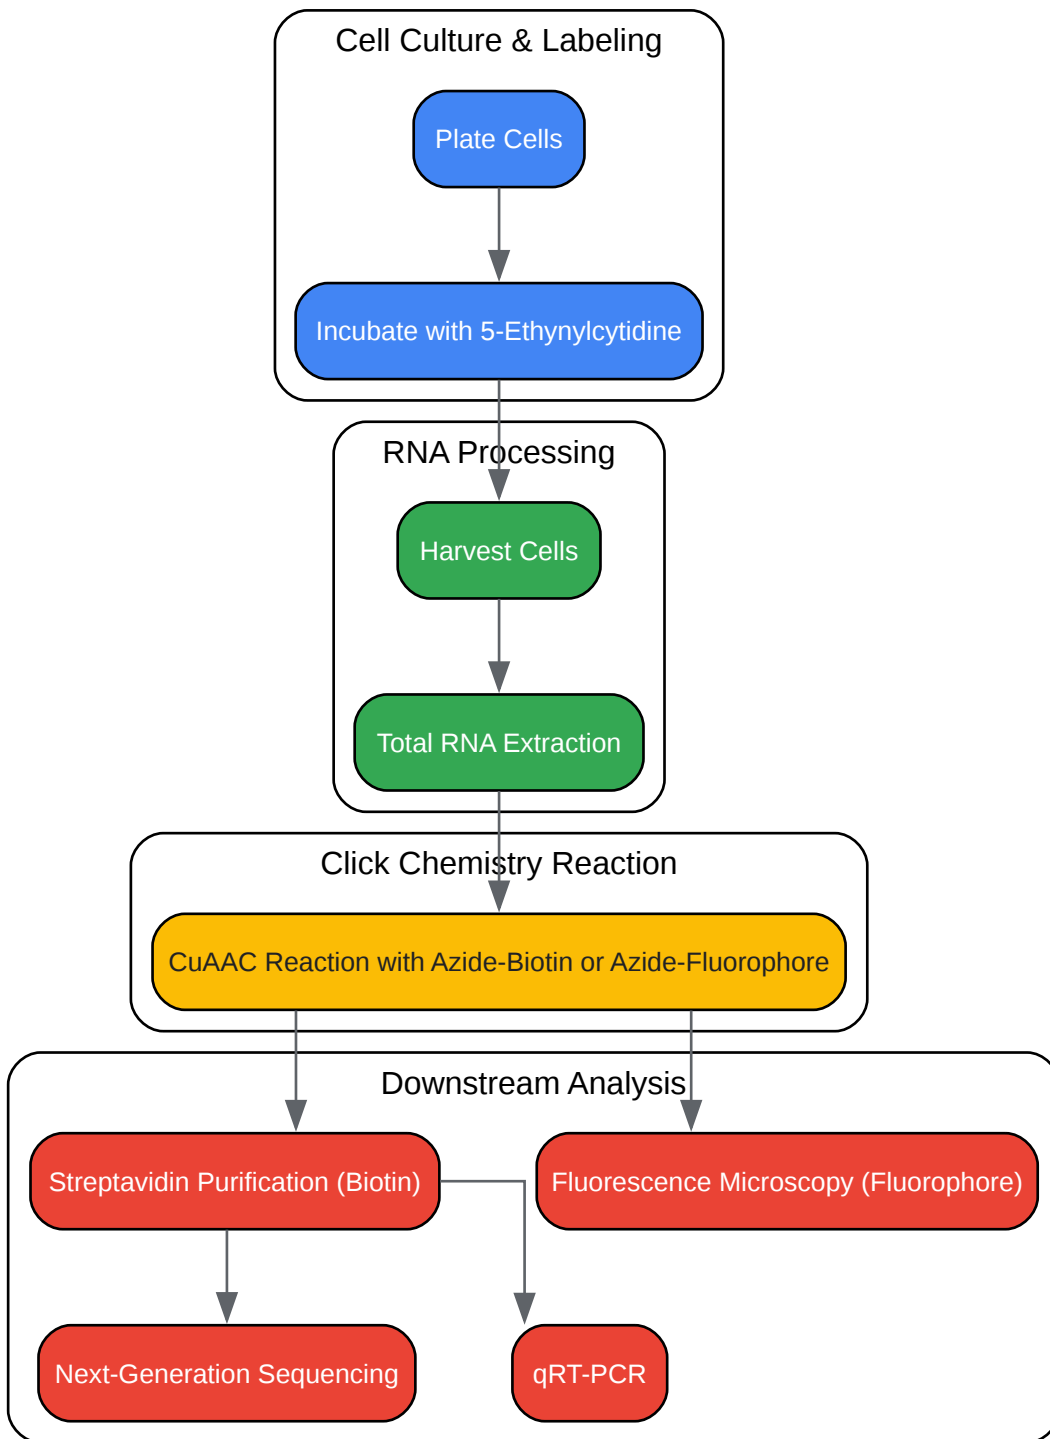 Cell Culture & Labeling
Plate Cells
Incubate with 5-Ethynylcytidine
RNA Processing
Harvest Cells
Total RNA Extraction
Click Chemistry Reaction
CuAAC Reaction with Azide-Biotin or Azide-Fluorophore
Downstream Analysis
Streptavidin Purification (Biotin)
Fluorescence Microscopy (Fluorophore)
Next-Generation Sequencing
qRT-PCR